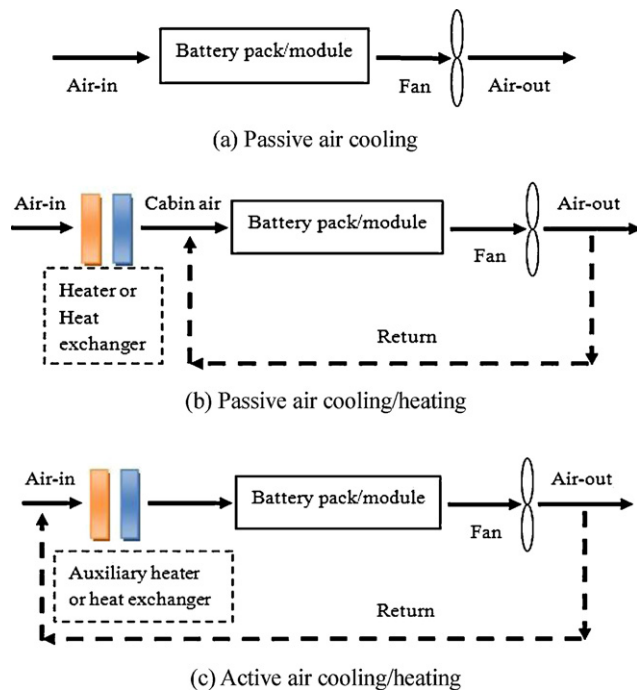 Battery pack/module
Air-in
Fan
Air-out
(a) Passive air cooling
Air-in
Cabin air
Battery pack/module
Air-out
Fan
Heater or
Heat
exchanger
Return
(b) Passive air cooling/heating
Air-in
Battery pack/module
Air-out
Fan
Auxiliary heater
or heat exchanger
Return
(c) Active air cooling/heating